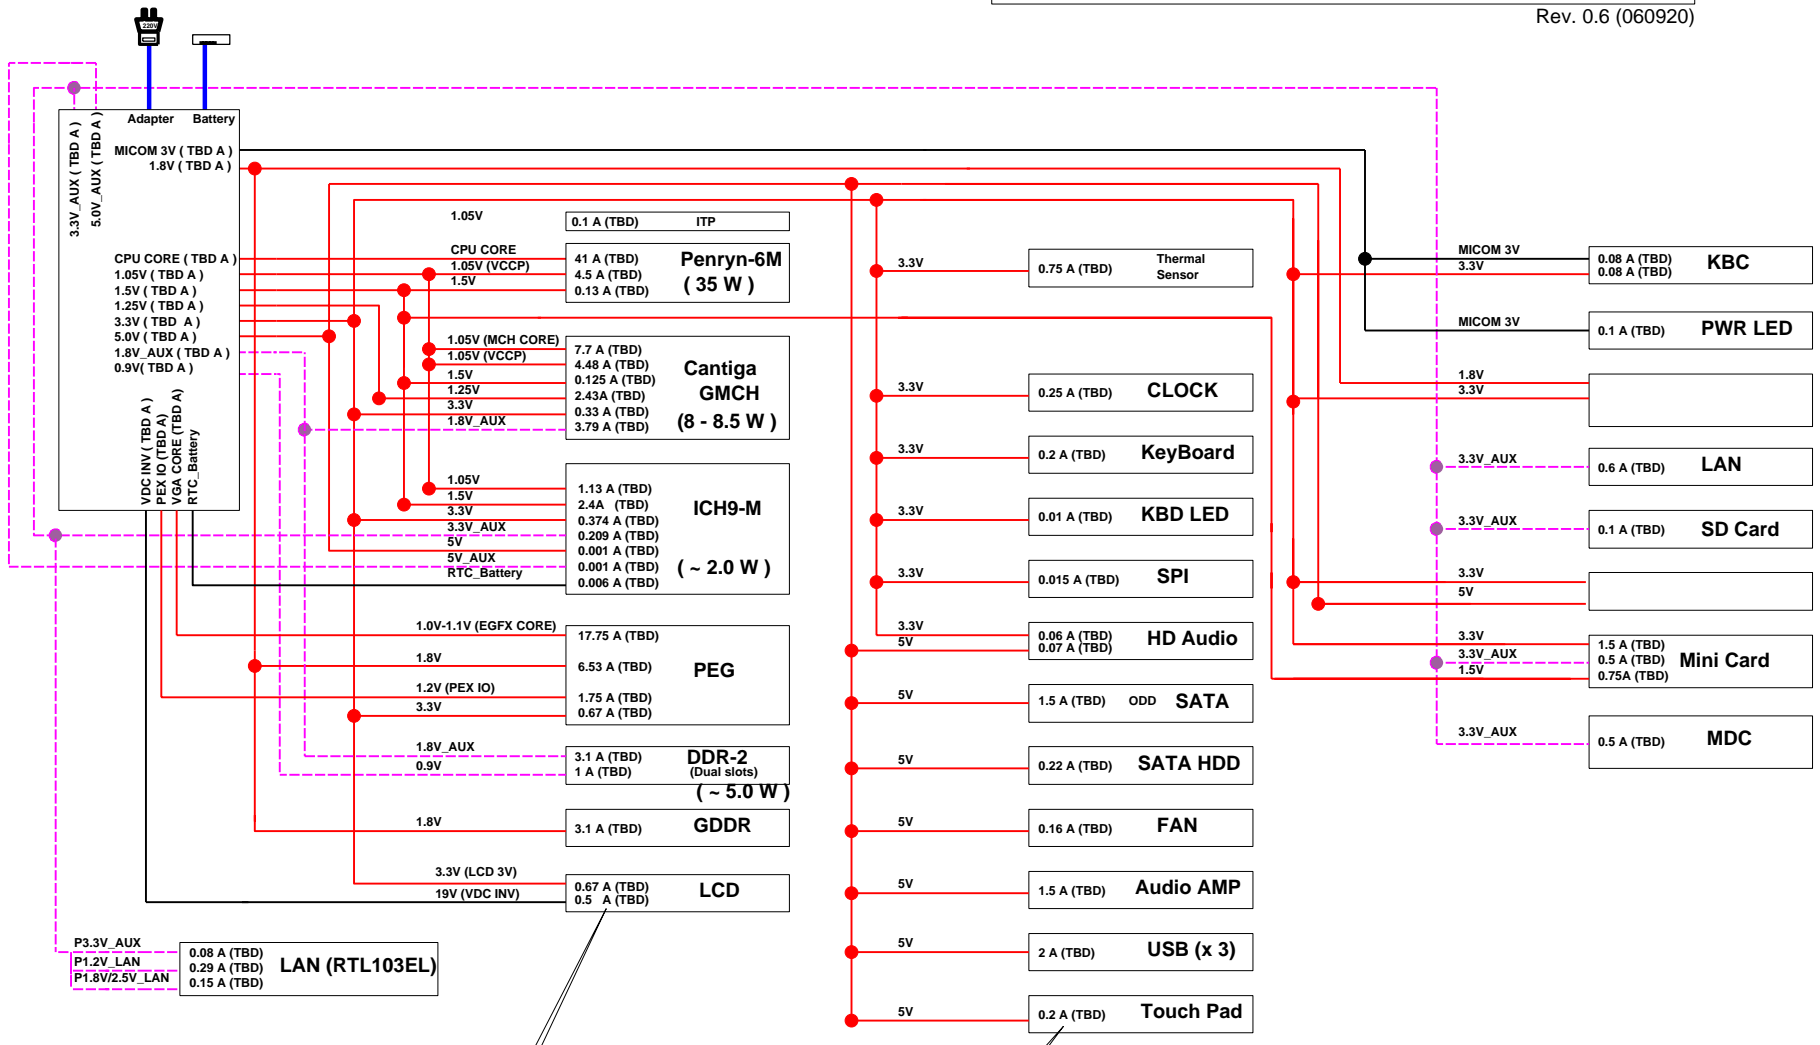 Rev. 0.6 (060920)
220V
Adapter
Battery
3.3V_AUX ( TBD A )
5.0V_AUX ( TBD A )
MICOM 3V ( TBD A )
1.8V ( TBD A )
CPU CORE ( TBD A )
1.05V ( TBD A )
1.5V ( TBD A )
1.25V ( TBD A )
3.3V ( TBD A )
5.0V ( TBD A )
1.8V_AUX ( TBD A )
0.9V( TBD A )
VDC INV ( TBD A )
PEX IO (TBD A)
VGA CORE (TBD A)
RTC_Battery
1.05V
0.1 A (TBD) ITP
CPU CORE
1.05V (VCCP)
1.5V
41 A (TBD)
4.5 A (TBD)
0.13 A (TBD)
Penryn-6M
( 35 W )
1.05V (MCH CORE)
1.05V (VCCP)
1.5V
1.25V
3.3V
1.8V_AUX
7.7 A (TBD)
4.48 A (TBD)
0.125 A (TBD)
2.43A (TBD)
0.33 A (TBD)
3.79 A (TBD)
Cantiga
GMCH
(8 - 8.5 W )
1.05V
1.5V
3.3V
3.3V_AUX
5V
5V_AUX
RTC_Battery
1.13 A (TBD)
2.4A (TBD)
0.374 A (TBD)
0.209 A (TBD)
0.001 A (TBD)
0.001 A (TBD)
0.006 A (TBD)
ICH9-M
( ~ 2.0 W )
1.0V-1.1V (EGFX CORE)
1.8V
1.2V (PEX IO)
3.3V
17.75 A (TBD)
6.53 A (TBD)
1.75 A (TBD)
0.67 A (TBD)
PEG
1.8V_AUX
0.9V
3.1 A (TBD)
1 A (TBD)
DDR-2
(Dual slots)
( ~ 5.0 W )
1.8V
3.1 A (TBD)
GDDR
3.3V (LCD 3V)
19V (VDC INV)
0.67 A (TBD)
0.5 A (TBD)
LCD
P3.3V_AUX
P1.2V_LAN
P1.8V/2.5V_LAN
0.08 A (TBD)
0.29 A (TBD)
0.15 A (TBD)
LAN (RTL103EL)
3.3V
0.75 A (TBD)
Thermal
Sensor
3.3V
0.25 A (TBD)
CLOCK
3.3V
0.2 A (TBD)
KeyBoard
3.3V
0.01 A (TBD)
KBD LED
3.3V
0.015 A (TBD)
SPI
3.3V
5V
0.06 A (TBD)
0.07 A (TBD)
HD Audio
5V
1.5 A (TBD)
ODD SATA
5V
0.22 A (TBD)
SATA HDD
5V
0.16 A (TBD)
FAN
5V
1.5 A (TBD)
Audio AMP
5V
2 A (TBD)
USB (x 3)
5V
0.2 A (TBD)
Touch Pad
MICOM 3V
3.3V
0.08 A (TBD)
0.08 A (TBD)
KBC
MICOM 3V
0.1 A (TBD)
PWR LED
1.8V
3.3V
3.3V_AUX
0.6 A (TBD)
LAN
3.3V_AUX
0.1 A (TBD)
SD Card
3.3V
5V
3.3V
3.3V_AUX
1.5V
1.5 A (TBD)
0.5 A (TBD)
0.75A (TBD)
Mini Card
3.3V_AUX
0.5 A (TBD)
MDC